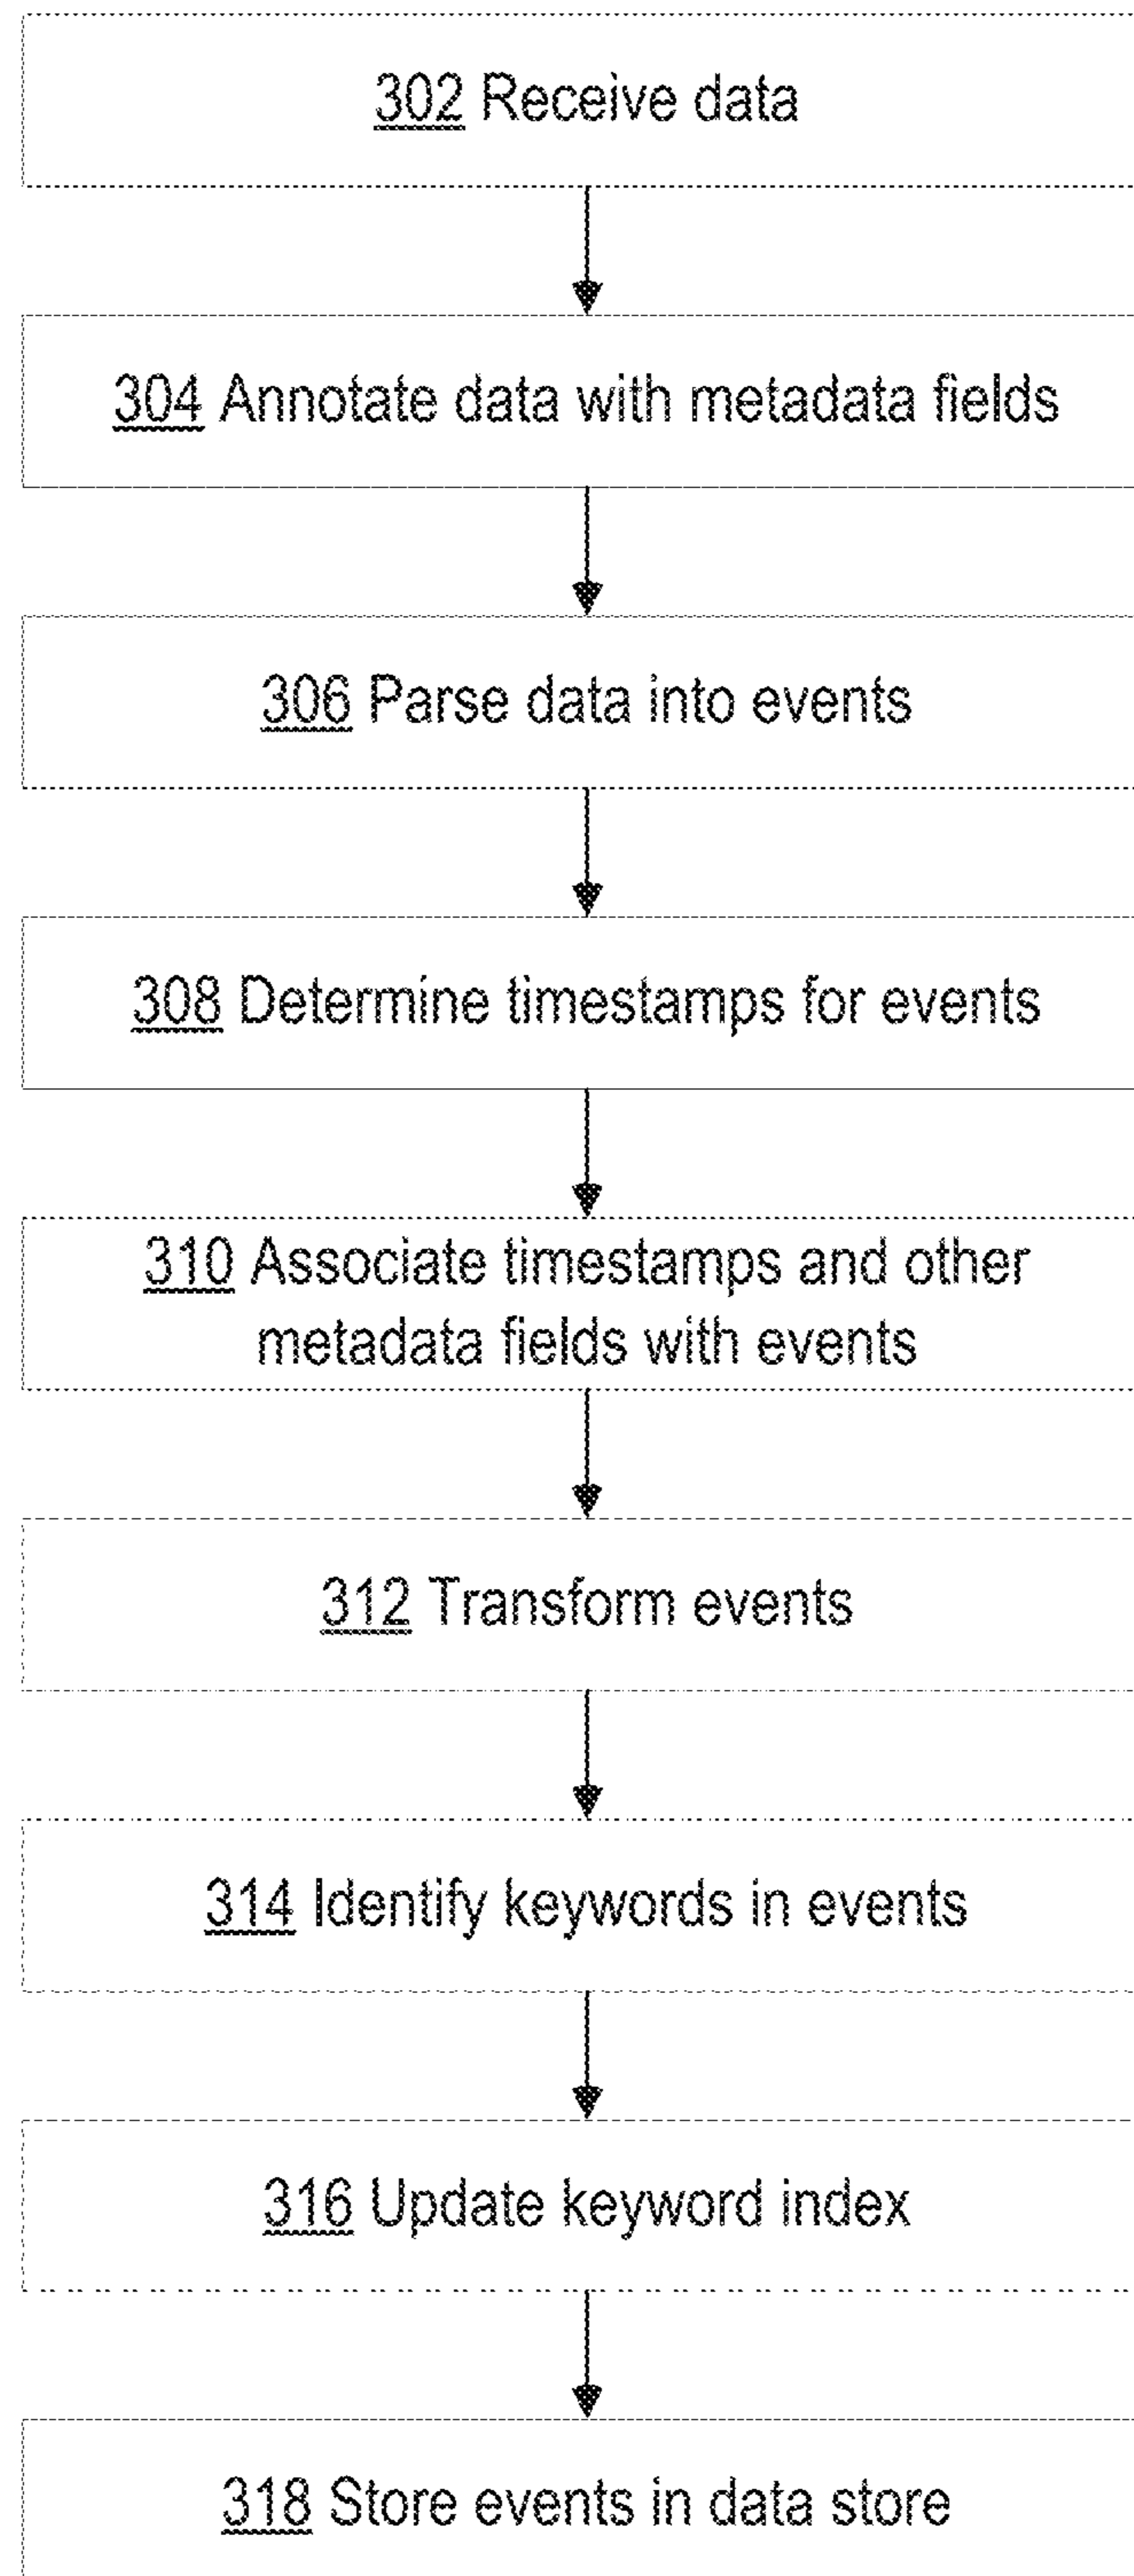 302 Receive data
304 Annotate data with metadata fields
306 Parse data into events
308 Determine timestamps for events
310 Associate timestamps and other
metadata fields with events
312 Transform events
314 Identify keywords in events
316 Update keyword index
318 Store events in data store